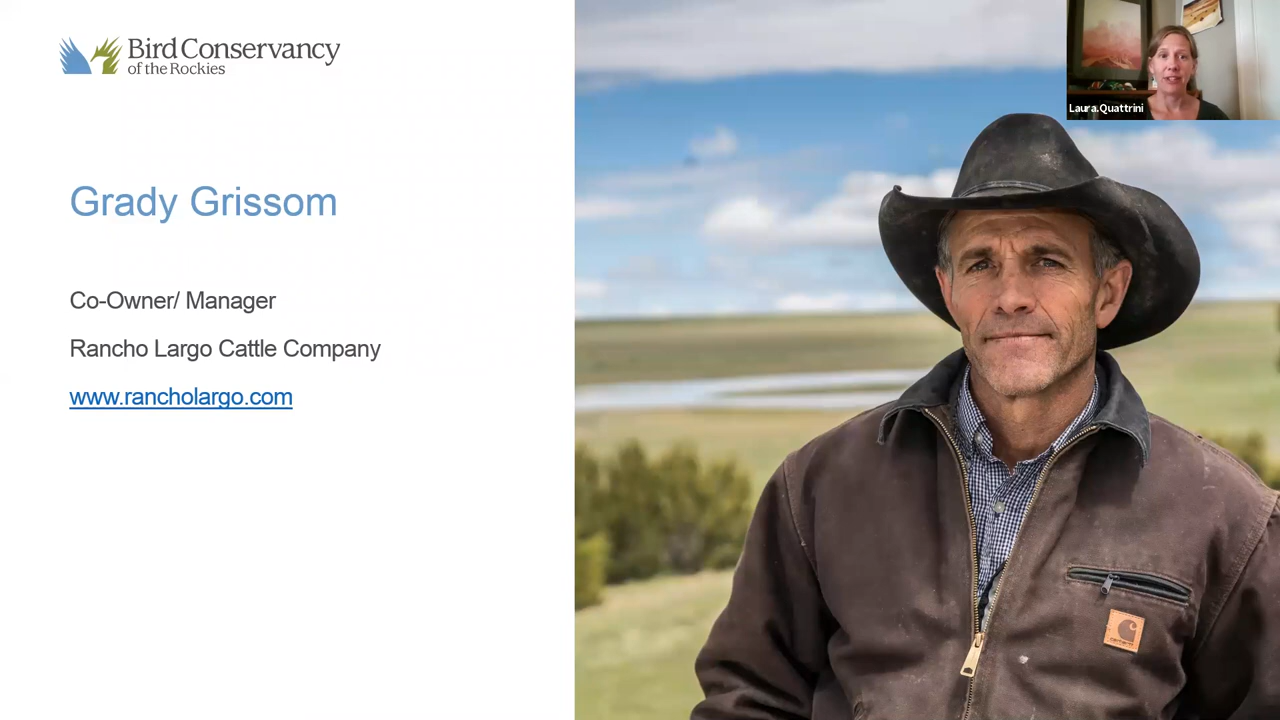 Bird Conservancy
of the Rockies
Laura.Quattrini
Grady Grissom
Co-Owner/ Manager
Rancho Largo Cattle Company
www.rancholargo.com
carhartt